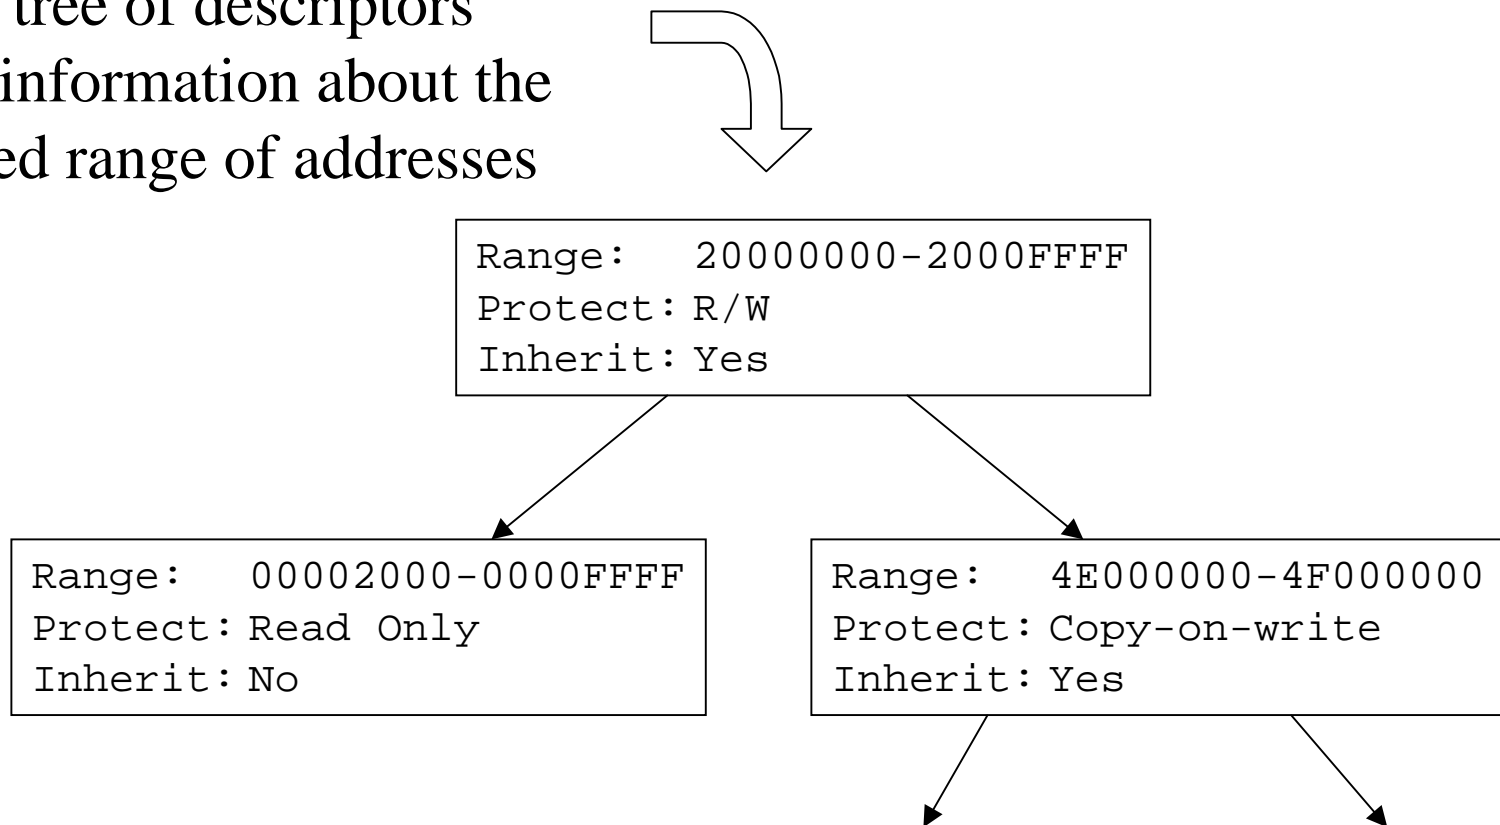 tree of descriptors
information about the
range of addresses
Range: 20000000-2000FFFF
Protect: R/W
Inherit: Yes
Range: 00002000-0000FFFF
Protect: Read Only
Inherit: No
Range: 4E000000-4F000000
Protect: Copy-on-write
Inherit: Yes